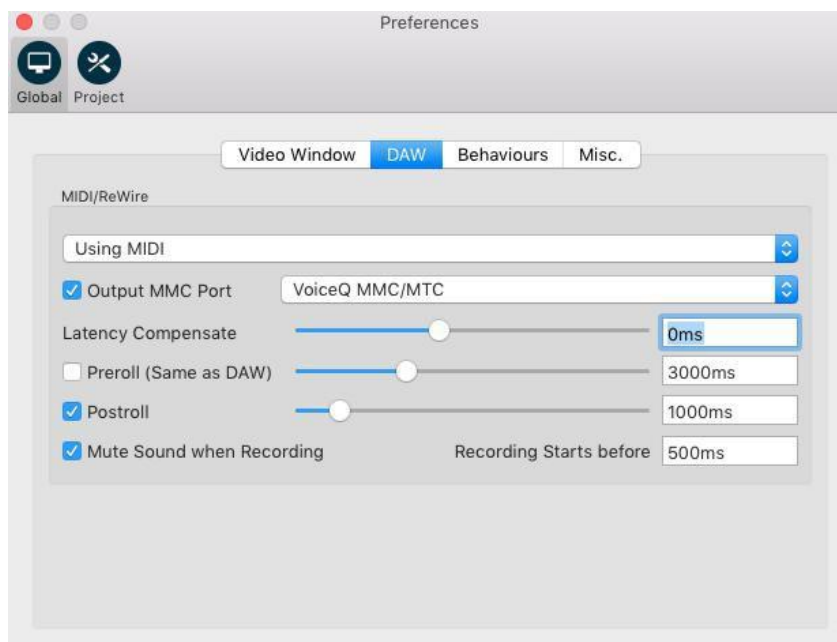 Preferences
Global Project
Video Window DAW Behaviours Misc.
MIDI/ReWire
Using MIDI
Output MMC Port VoiceQ MMC/MTC
Latency Compensate 0ms
Preroll (Same as DAW) 3000ms
Postroll 1000ms
Mute Sound when Recording Recording Starts before 500ms